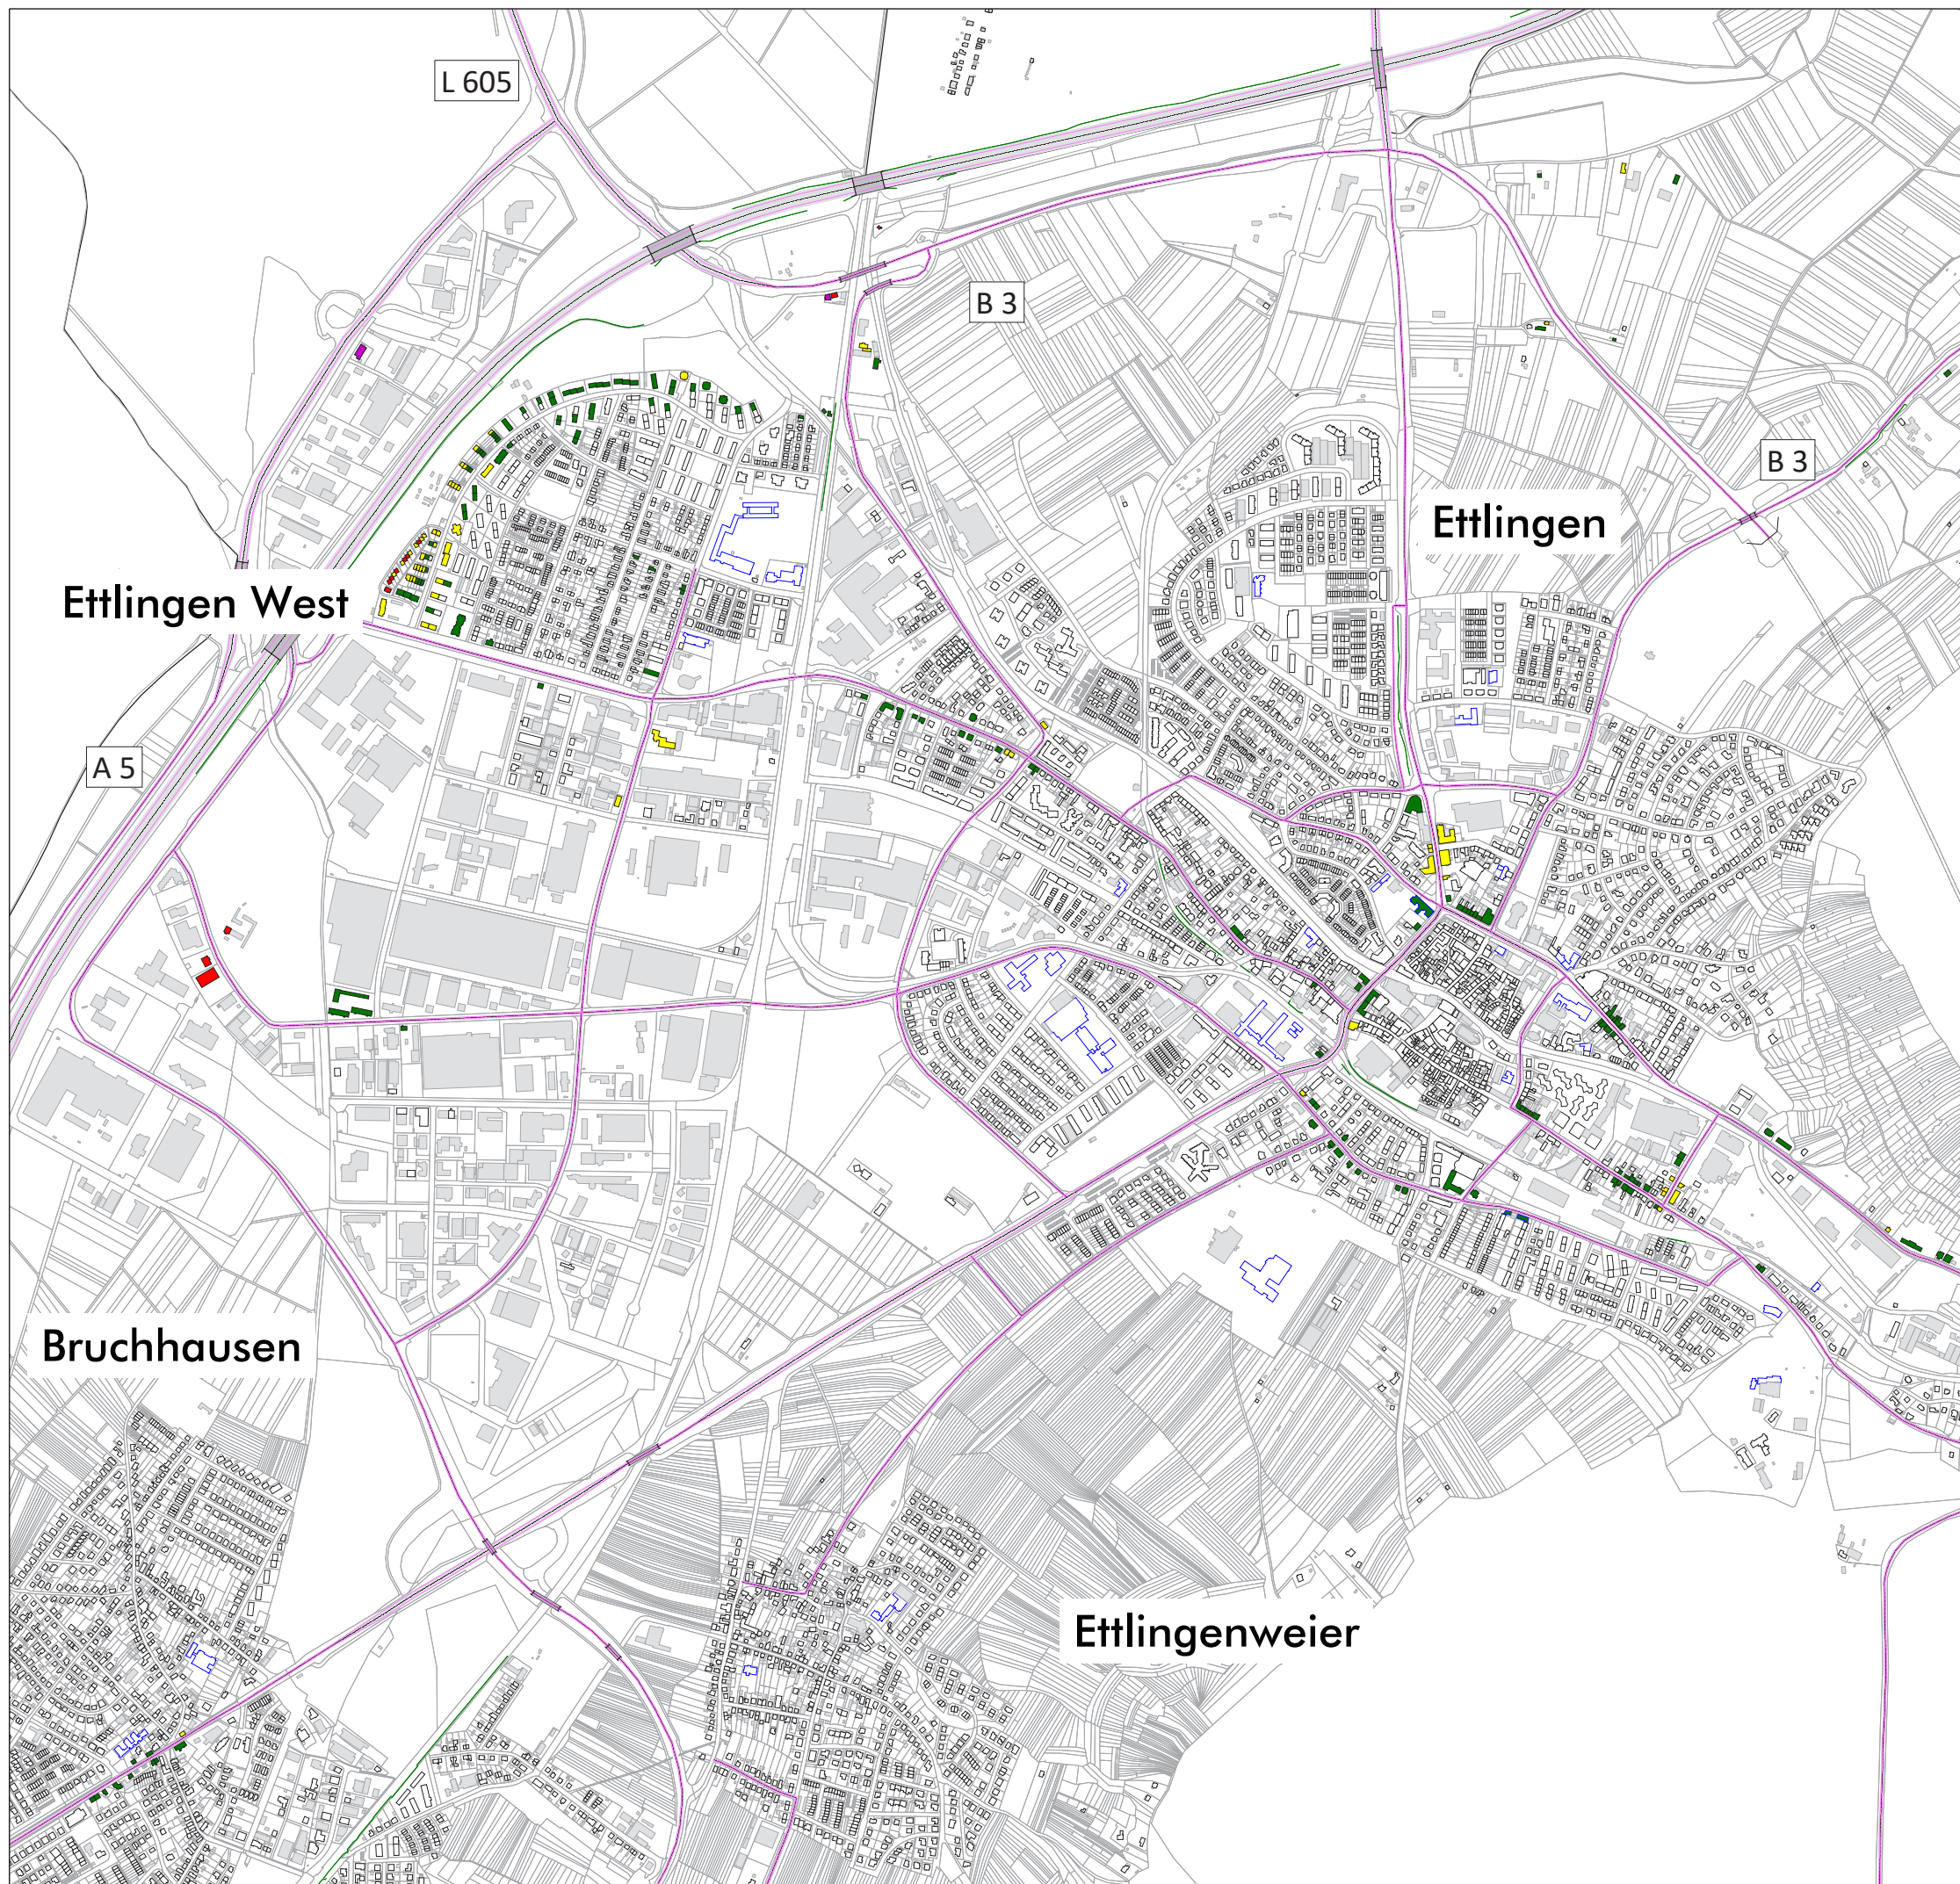 L 605
B 3
B 3
Ettlingen
Ettlingen West
A 5
Bruchhausen
Ettlingenweier